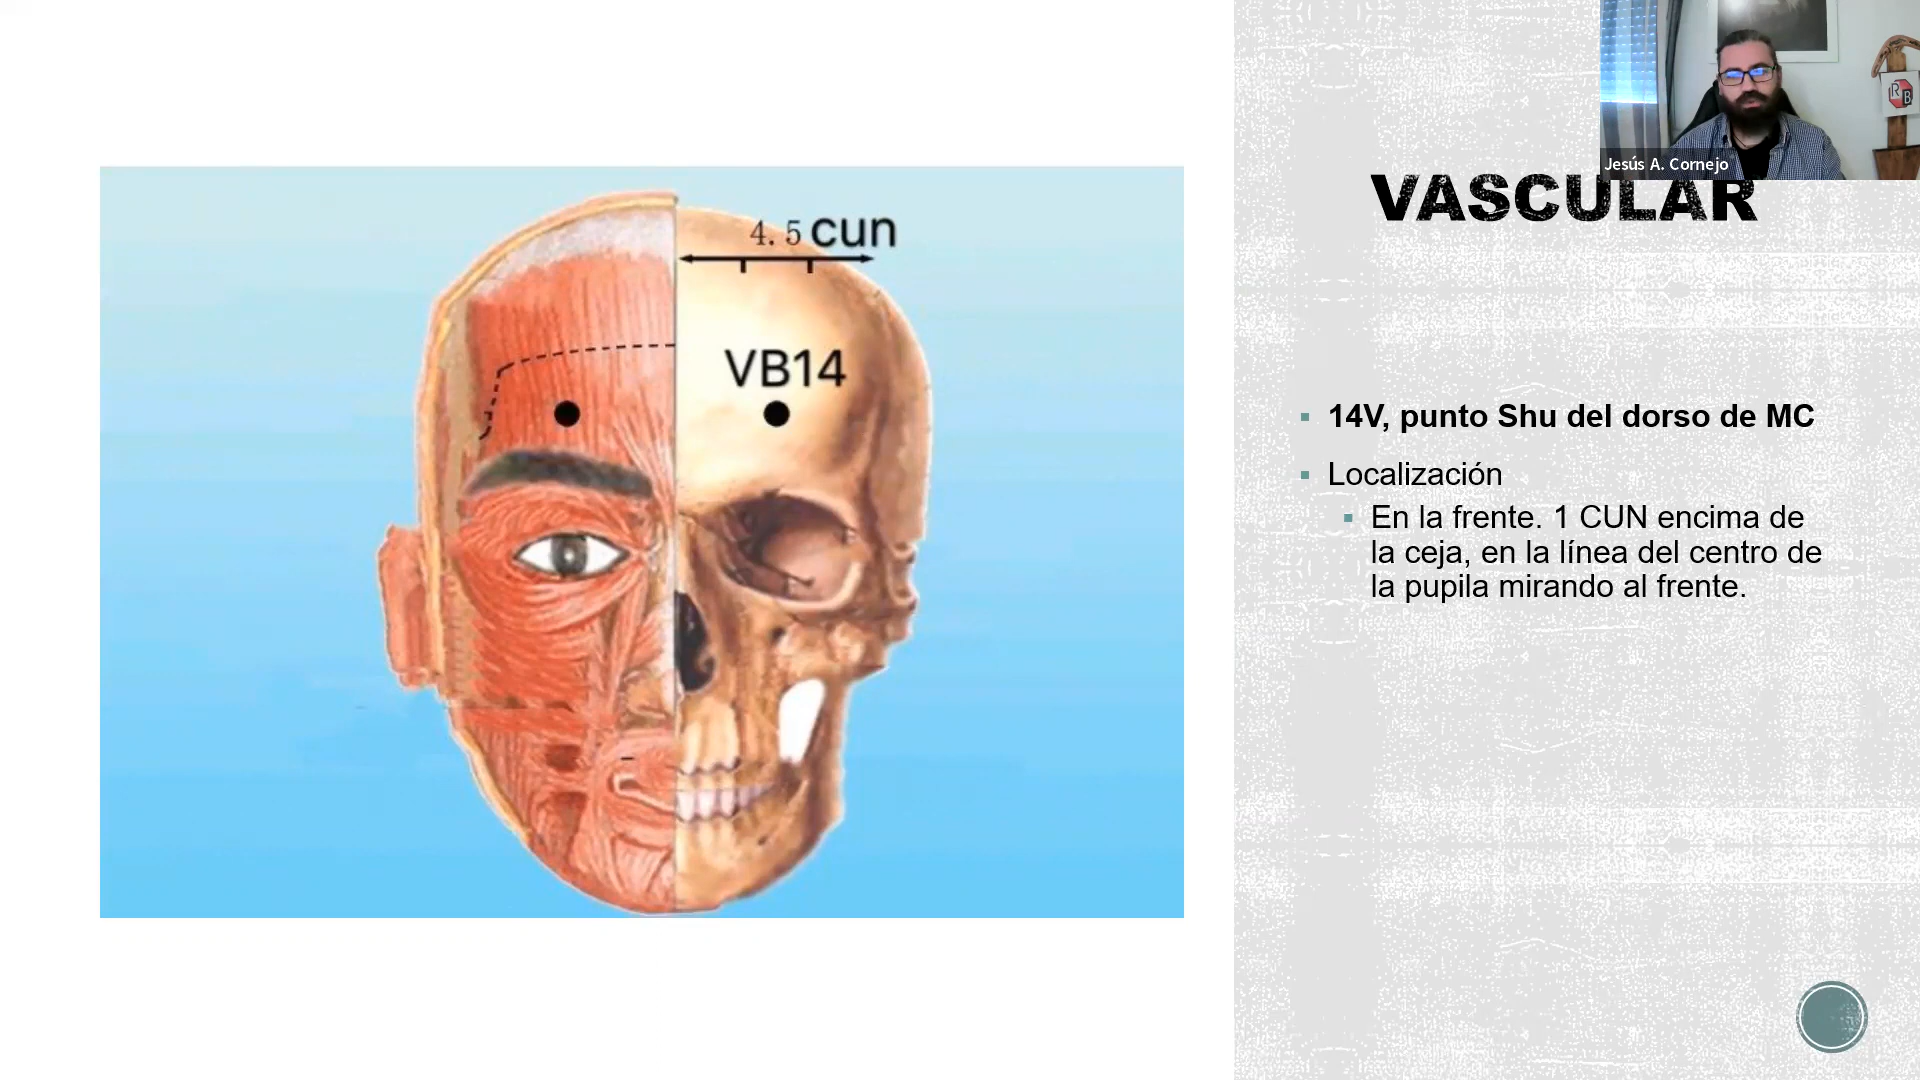 Jesús A. Cornejo
R
B
VASCULAR
4.5 cun
VB14
14V, punto Shu del dorso de MC
Localización
En la frente. 1 CUN encima de
la ceja, en la línea del centro de
la pupila mirando al frente.